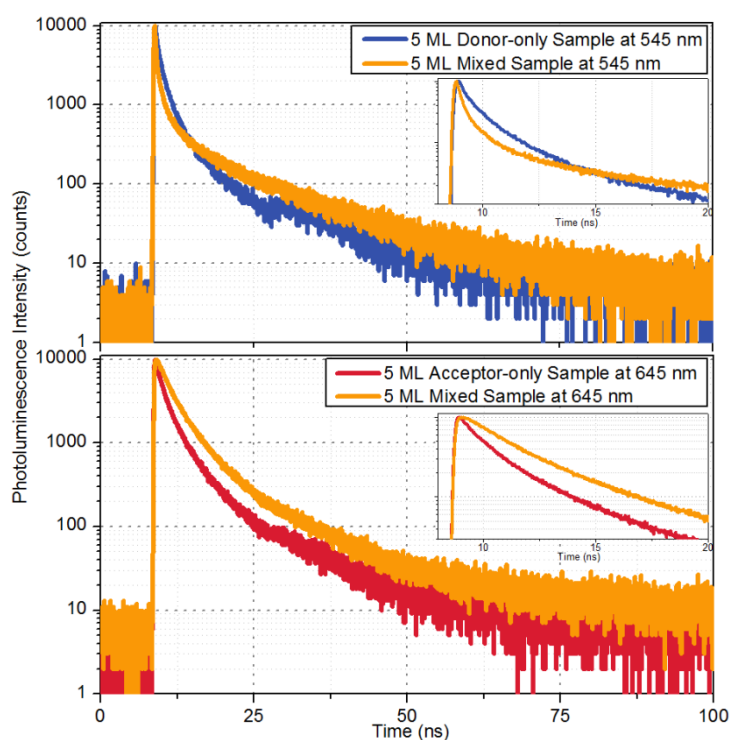 Photoluminescence Intensity (counts)
10000
1000
100
10
1
5 ML Donor-only Sample at 545 nm
5 ML Mixed Sample at 545 nm
10
15
20
Time (ns)
10000
1000
100
10
1
5 ML Acceptor-only Sample at 645 nm
5 ML Mixed Sample at 645 nm
10
15
20
Time (ns)
0
25
50
75
100
Time (ns)